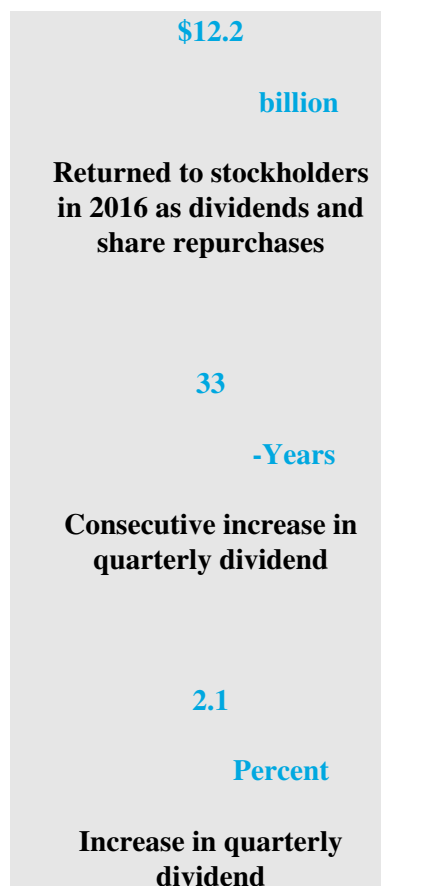 $12.2
billion
Returned to stockholders
in 2016 as dividends and
share repurchases
33
-Years
Consecutive increase in
quarterly dividend
2.1
Percent
Increase in quarterly
dividend